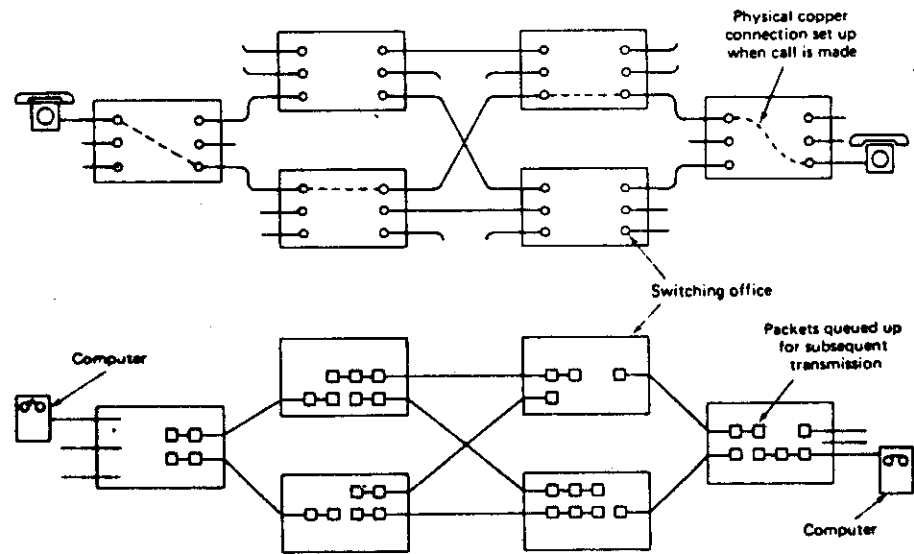 Physical copper
connection set up
when call is made
Switching office
Computer
Packets queued up
for subsequent
transmission
Computer